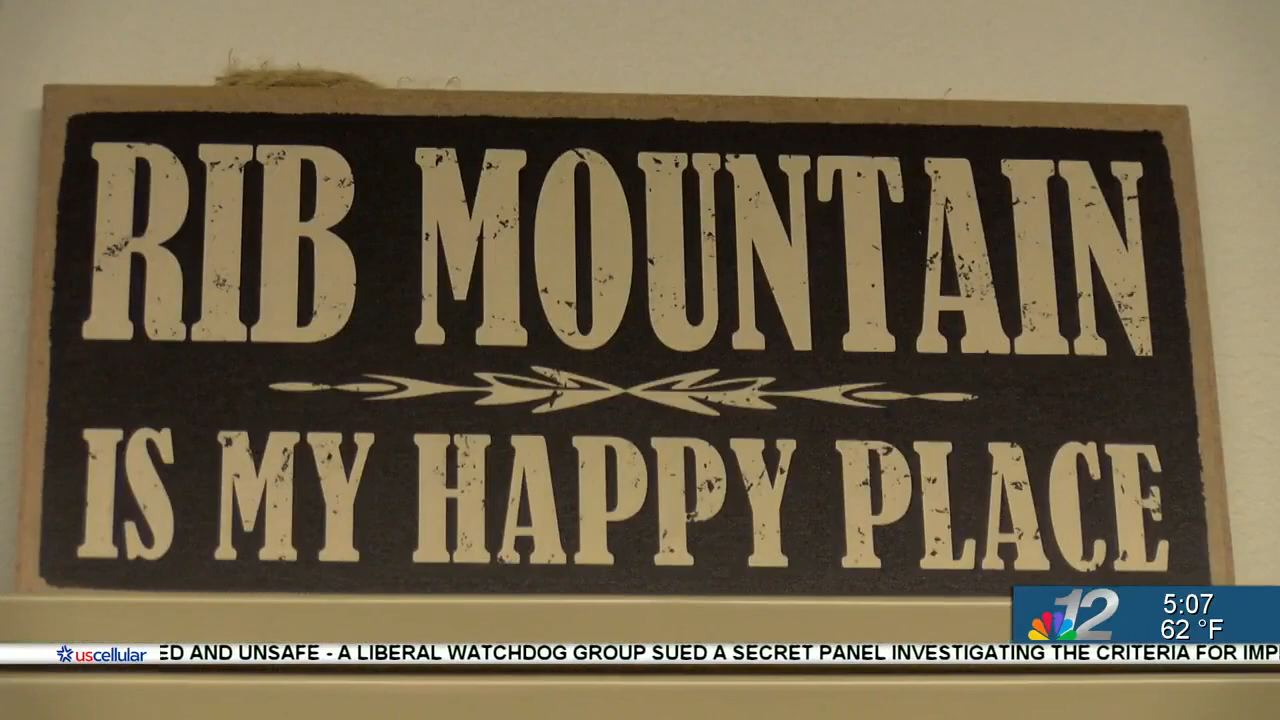 RIB MOUNTAIN
IS MY HAPPY PLACE
12
5:07
62 °F
uscellular
ED AND UNSAFE - A LIBERAL WATCHDOG GROUP SUED A SECRET PANEL INVESTIGATING THE CRITERIA FOR IMP